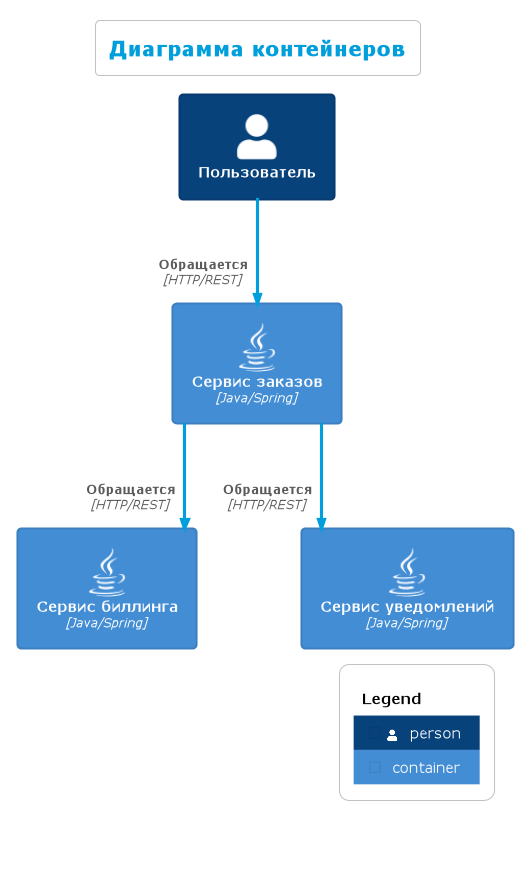 Диаграмма контейнеров
Пользователь
Обращается
[HTTP/REST]
Сервис заказов
[Java/Spring]
Обращается
[HTTP/REST]
Обращается
[HTTP/REST]
Сервис биллинга
[Java/Spring]
Сервис уведомлений
[Java/Spring]
Legend
person
container